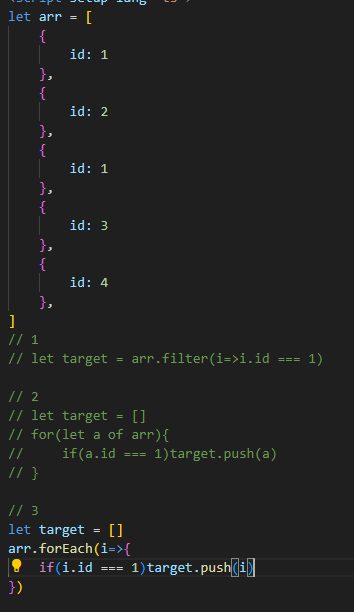 <script setup lang="ts">
let arr = [
    {
        id: 1
    },
    {
        id: 2
    },
    {
        id: 1
    },
    {
        id: 3
    },
    {
        id: 4
    },
]
// 1
// let target = arr.filter(i=>i.id === 1)

// 2
// let target = []
// for(let a of arr){
//     if(a.id === 1)target.push(a)
// }

// 3
let target = []
arr.forEach(i=>{
    if(i.id === 1)target.push(i)
})